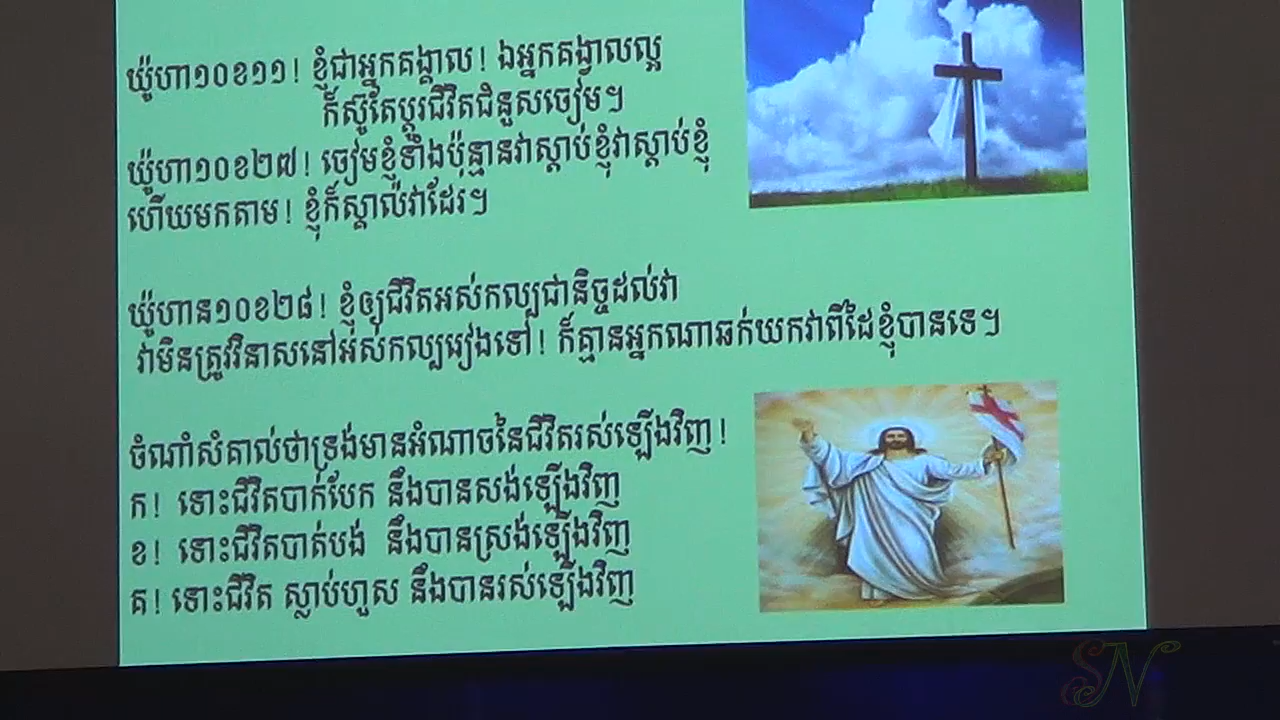 យ៉ូហា១០ខ១១! ខ្ញុំជាអ្នកគង្គាល! ឯអ្នកគង្វាលល្អ
ក៏ស៊ូតែប្តូរជីវិតជំនួសចៀម។
យ៉ូហា១០ខ២៧! ចៀមខ្ញុំទាំងប៉ុន្មានវាស្តាប់ខ្ញុំវាស្តាប់ខ្ញុំ
ហើយមកតាម! ខ្ញុំក៏ស្គាល់វាដែរ។
យ៉ូហាន១០ខ២៨! ខ្ញុំឲ្យជីវិតអស់កល្បជានិច្ចដល់វា
វាមិនត្រូវវិនាសនៅអស់កល្បរៀងទៅ! ក៏គ្មានអ្នកណាឆក់យកវាពីដៃខ្ញុំបានទេ។
ចំណាំសំគាល់ថាទ្រង់មានអំណាចនៃជីវិតរស់ឡើងវិញ!
ក! ទោះជីវិតបាក់បែក នឹងបានសង់ឡើងវិញ
ខ! ទោះជីវិតបាត់បង់ នឹងបានស្រង់ឡើងវិញ
គ! ទោះជីវិត ស្លាប់ហួស នឹងបានរស់ឡើងវិញ
SN